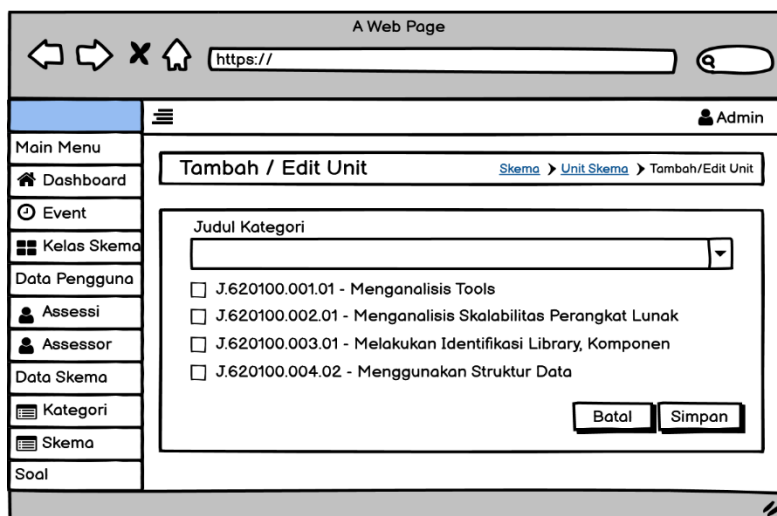 A Web Page
https://
Admin
Main Menu
Dashboard
Event
Kelas Skema
Data Pengguna
Assessi
Assessor
Data Skema
Kategori
Skema
Soal
Tambah / Edit Unit
Skema Unit Skema Tambah/Edit Unit
Judul Kategori
J.620100.001.01 - Menganalisis Tools
J.620100.002.01 - Menganalisis Skalabilitas Perangkat Lunak
J.620100.003.01 - Melakukan Identifikasi Library, Komponen
J.620100.004.02 - Menggunakan Struktur Data
Batal Simpan